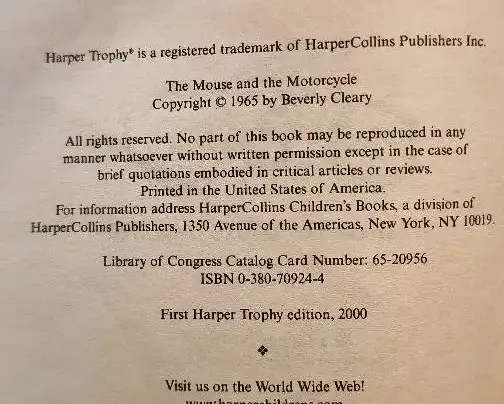 Harper Trophy® is a registered trademark of HarperCollins Publishers Inc.
The Mouse and the Motorcycle
Copyright © 1965 by Beverly Cleary
All rights reserved. No part of this book may be reproduced in any
manner whatsoever without written permission except in the case of
brief quotations embodied in critical articles or reviews.
Printed in the United States of America.
For information address HarperCollins Children's Books, a division of
HarperCollins Publishers, 1350 Avenue of the Americas, New York, NY 10019.
Library of Congress Catalog Card Number: 65-20956
ISBN 0-380-70924-4
First Harper Trophy edition, 2000
❖
Visit us on the World Wide Web!